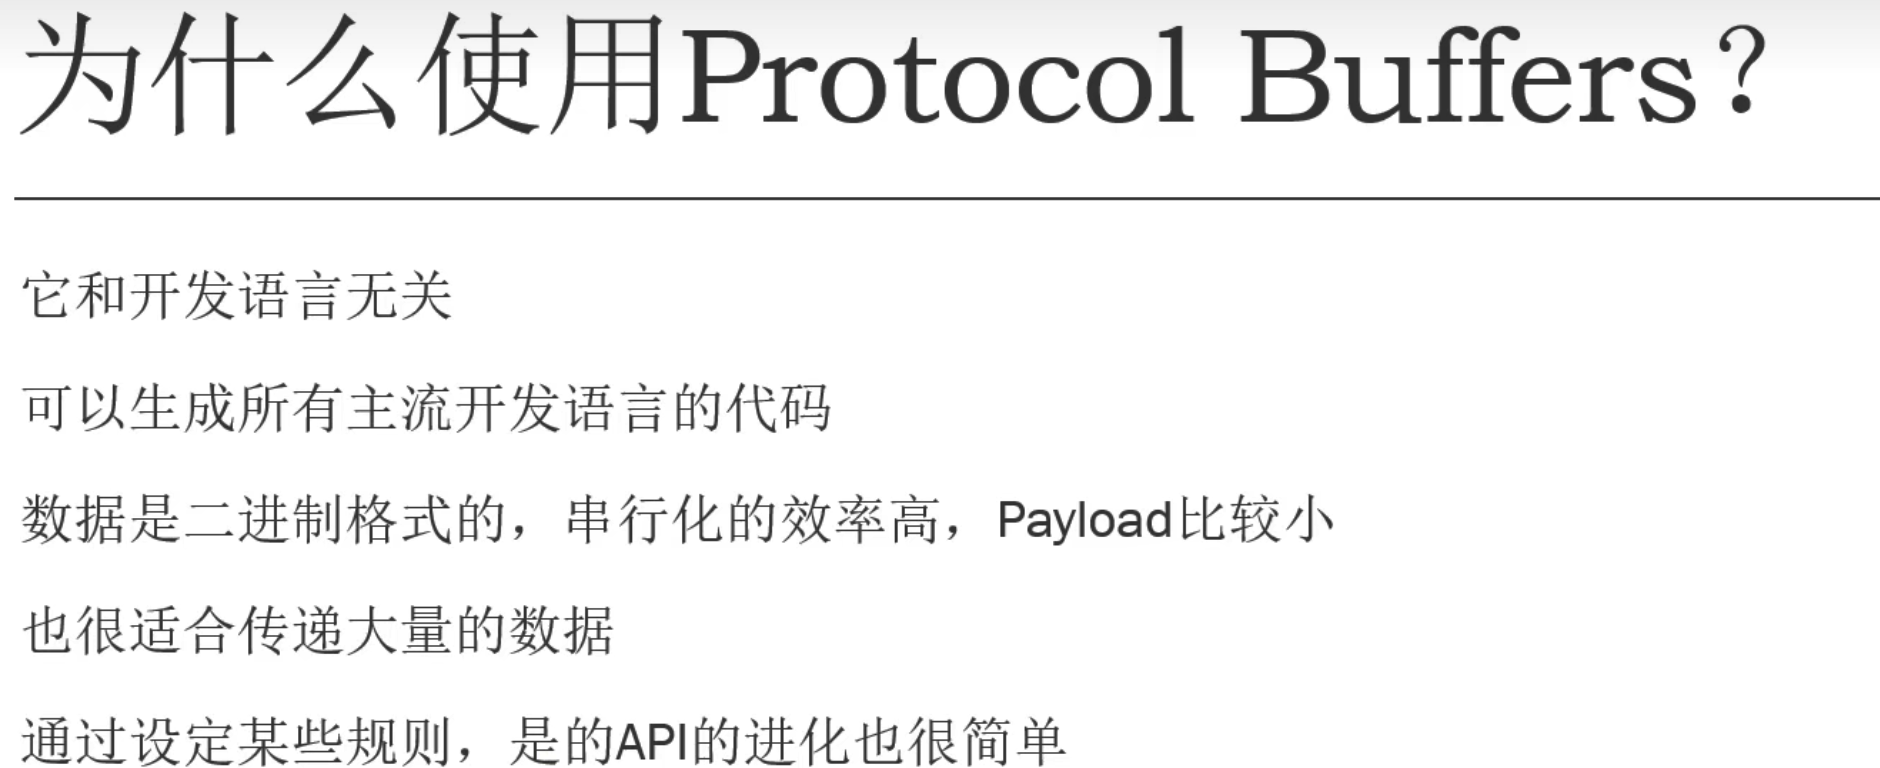 为什么使用Protocol Buffers？
它和开发语言无关
可以生成所有主流开发语言的代码
数据是二进制格式的，串行化的效率高，Payload比较小
也很适合传递大量的数据
通过设定某些规则，是的API的进化也很简单